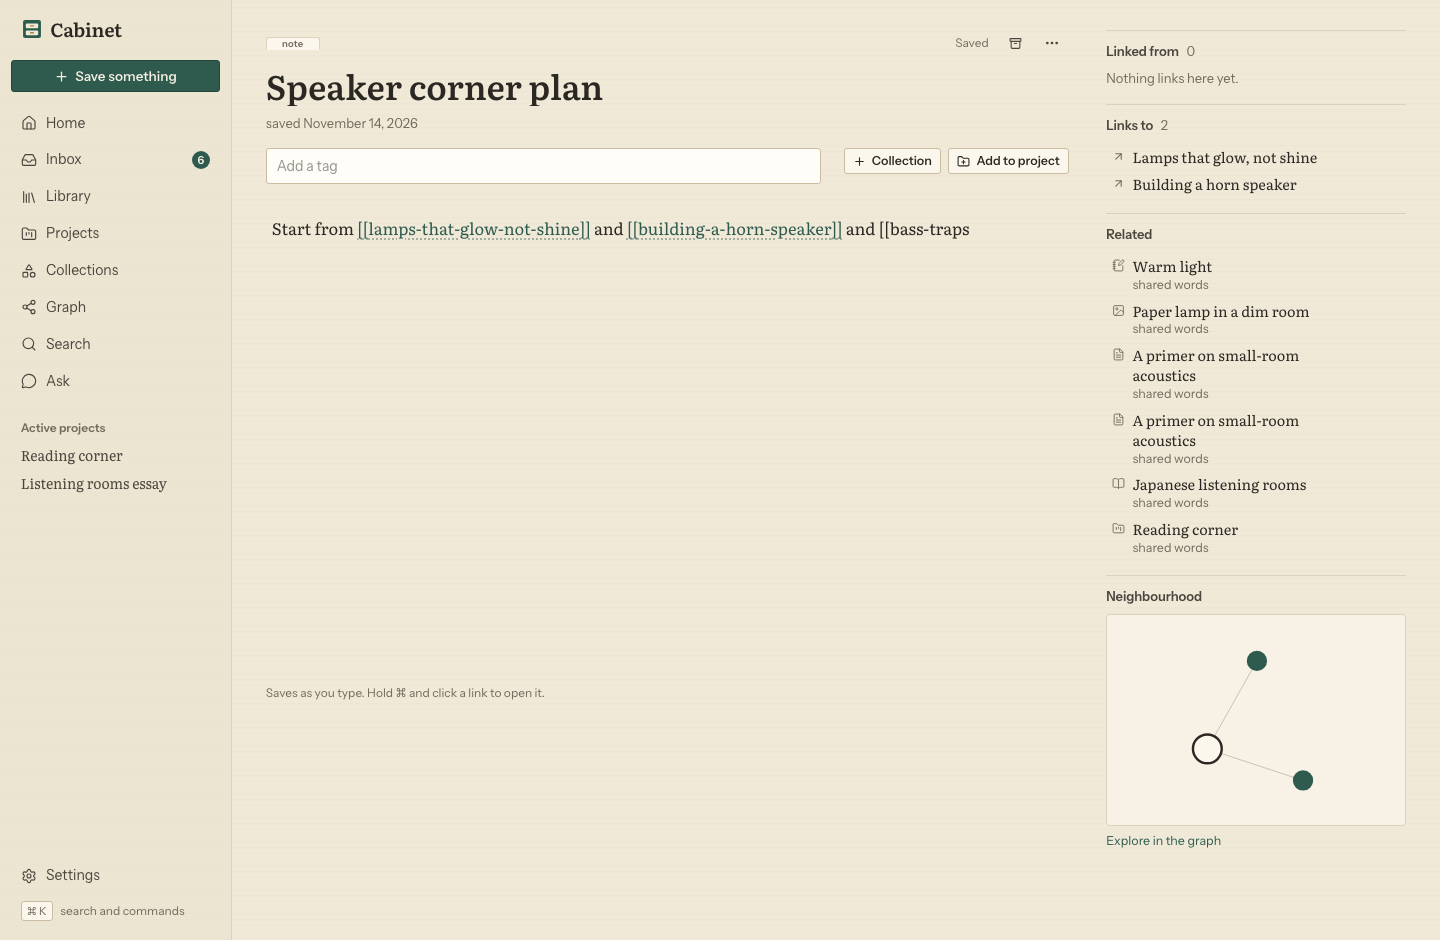 Cabinet
Save something
Home
Inbox 6
Library
Projects
Collections
Graph
Search
Ask
Active projects
Reading corner
Listening rooms essay
Settings
⌘ K search and commands
note
Saved
Speaker corner plan
saved November 14, 2026
Add a tag
Collection
Add to project
Start from [[lamps-that-glow-not-shine]] and [[building-a-horn-speaker]] and [[bass-traps
Saves as you type. Hold ⌘ and click a link to open it.
Linked from 0
Nothing links here yet.
Links to 2
Lamps that glow, not shine
Building a horn speaker
Related
Warm light
shared words
Paper lamp in a dim room
shared words
A primer on small-room
acoustics
shared words
A primer on small-room
acoustics
shared words
Japanese listening rooms
shared words
Reading corner
shared words
Neighbourhood
Explore in the graph